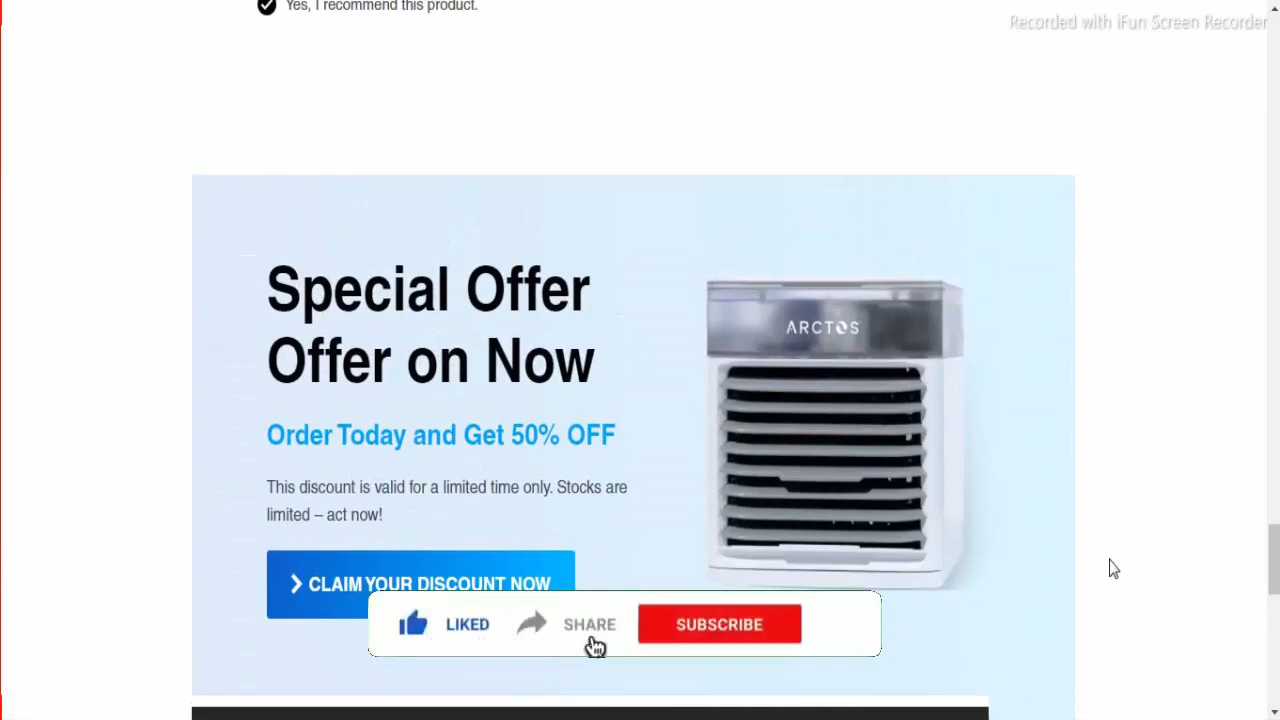 Yes, I recommend this product.
Recorded with iFun Screen Recorder
Special Offer
Offer on Now
Order Today and Get 50% OFF
This discount is valid for a limited time only. Stocks are
limited – act now!
CLAIM YOUR DISCOUNT NOW
ARCTOS
LIKED
SHARE
SUBSCRIBE